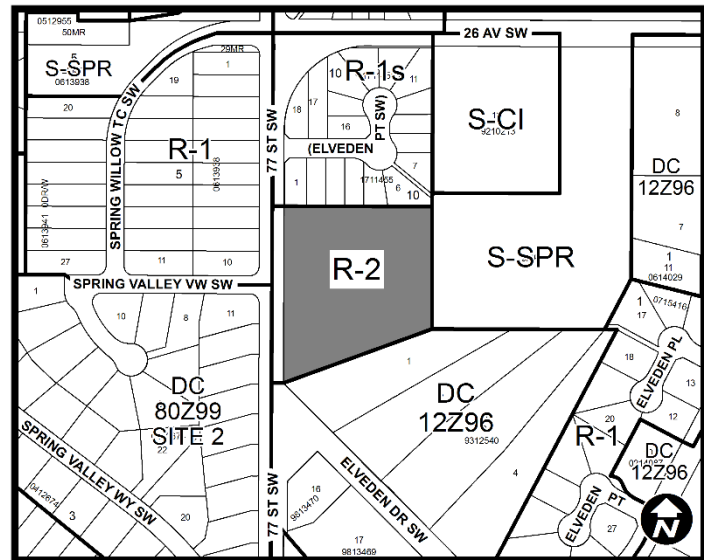 0512955
50MR
5
S-SPR
0613938
29MR
26 AV SW
19
1
20
R-1
5
0613938
SPRING WILLOW TC SW
77 ST SW
27
11
10
10
R-1s
11
17
18
16
(ELVEDEN
PT SW)
1
7
6
10
1711455
S-CI
9210213
8
DC
12Z96
7
1
11
0614029
R-2
S-SPR
SPRING VALLEY VW SW
1
10
8
11
DC
80Z99
SITE 2
22
SPRING VALLEY WY SW
0412874
3
20
77 ST SW
1
DC
12Z96
9312540
4
ELVEDEN DR SW
16
9813470
17
9813469
1
17
0715416
18
ELVEDEN PL
13
12
20
R-1
DC
12Z96
ELVEDEN PT
27
N